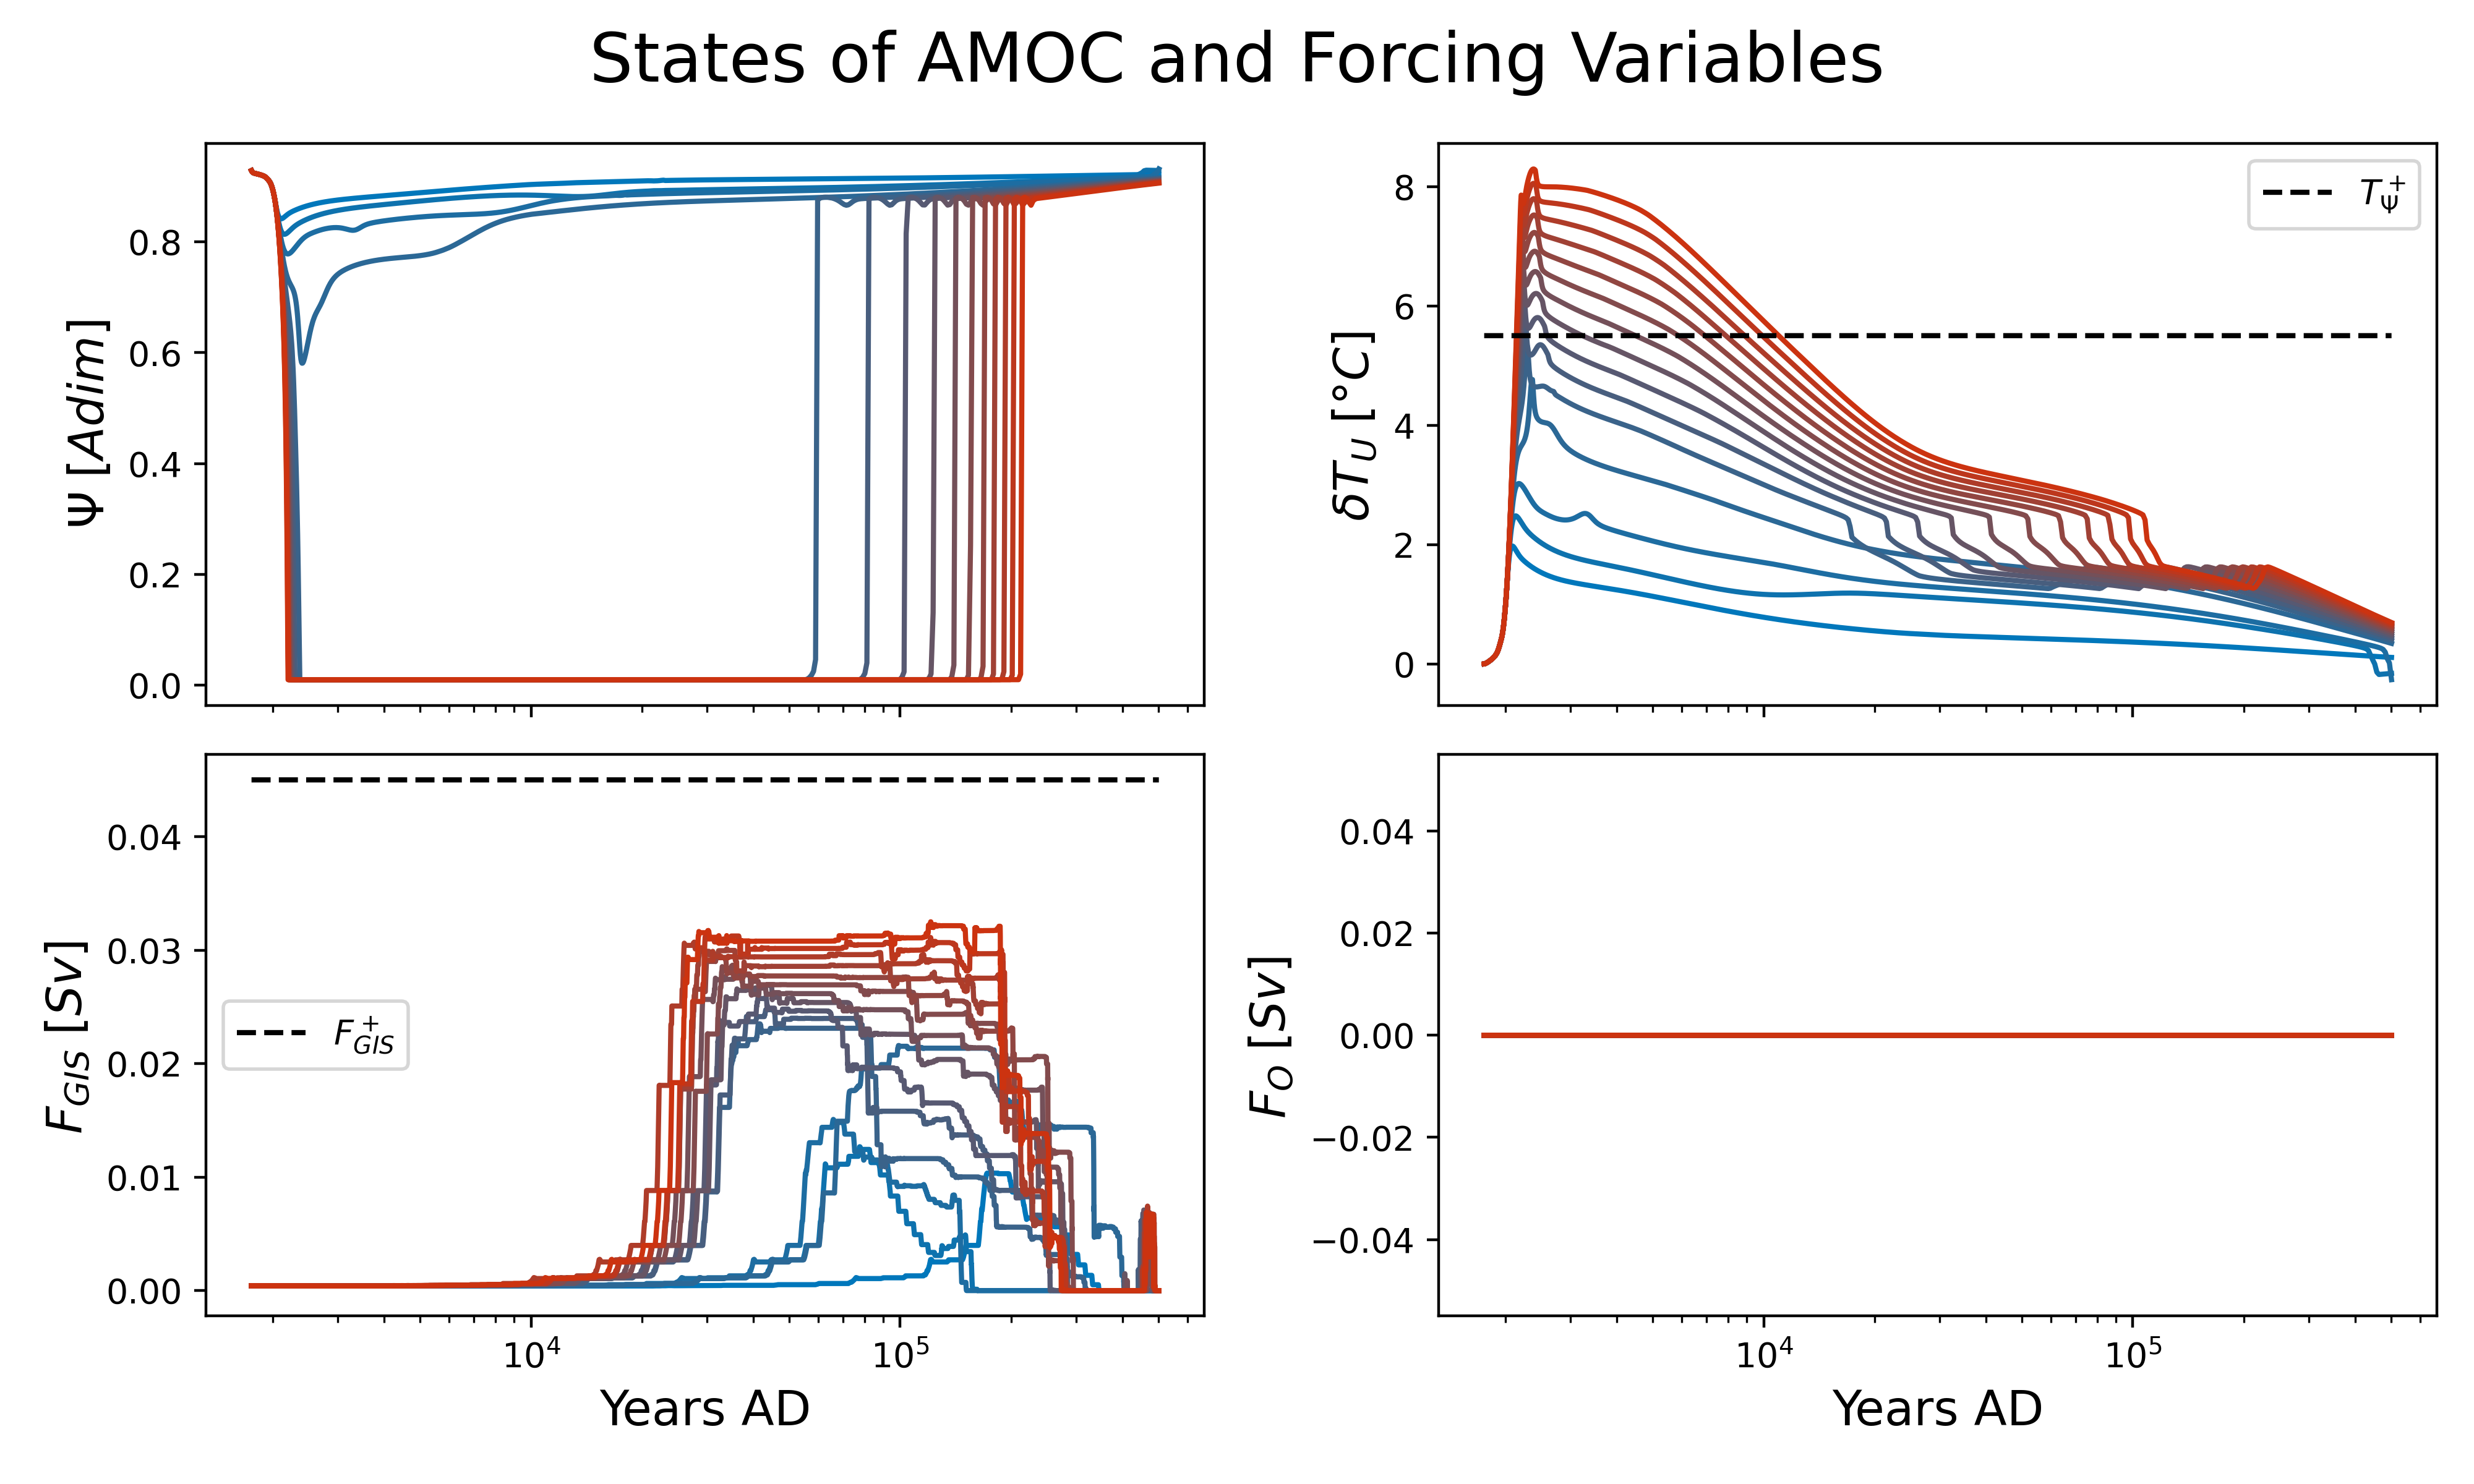 States of AMOC and Forcing Variables
Ψ [Adim]
0.8
0.6
0.4
0.2
0.0
δT_U [°C]
8
6
4
2
0
T_Ψ^+
F_GIS [Sv]
0.04
0.03
0.02
0.01
0.00
F_GIS^+
10^4
10^5
Years AD
F_O [Sv]
0.04
0.02
0.00
−0.02
−0.04
10^4
10^5
Years AD